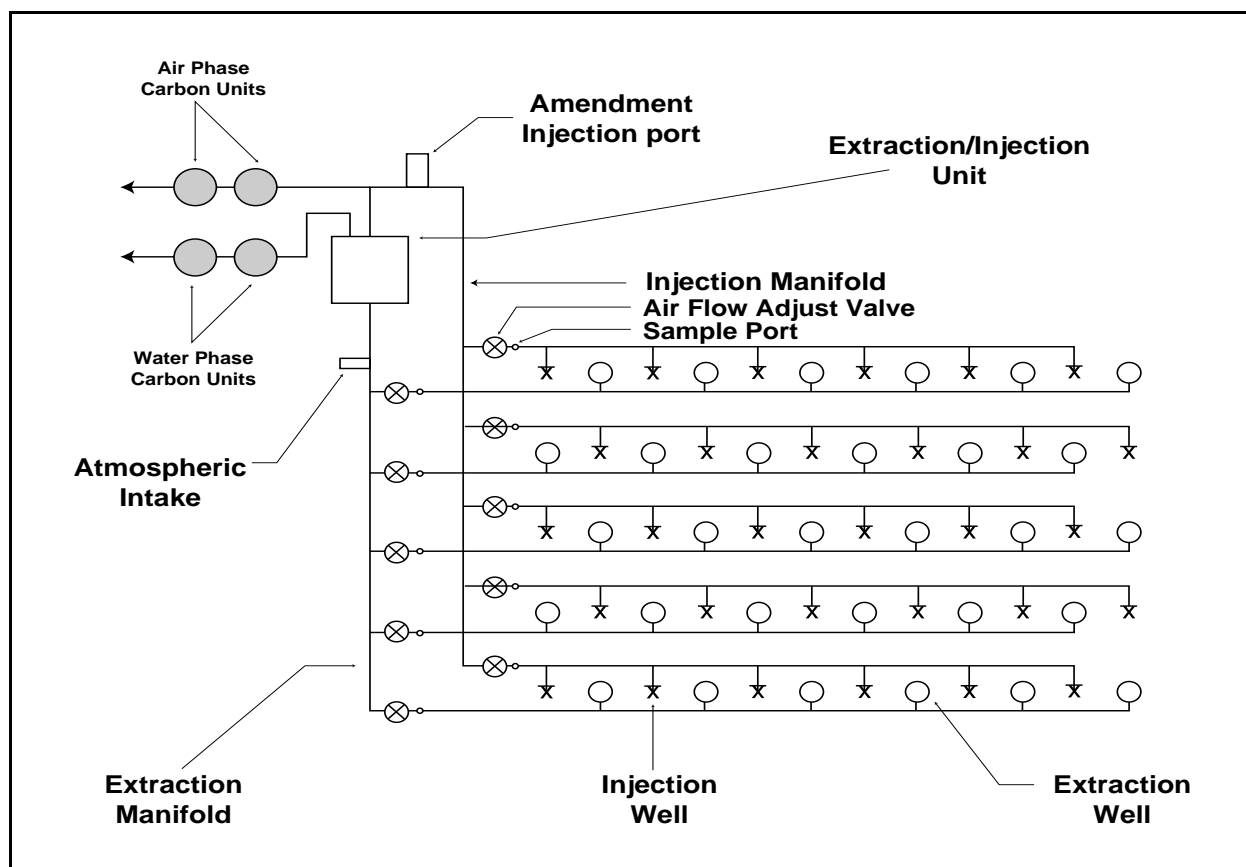 Air Phase
Carbon Units
Amendment
Injection port
Extraction/Injection
Unit
Injection Manifold
Air Flow Adjust Valve
Sample Port
Water Phase
Carbon Units
Atmospheric
Intake
Extraction
Manifold
Injection
Well
Extraction
Well